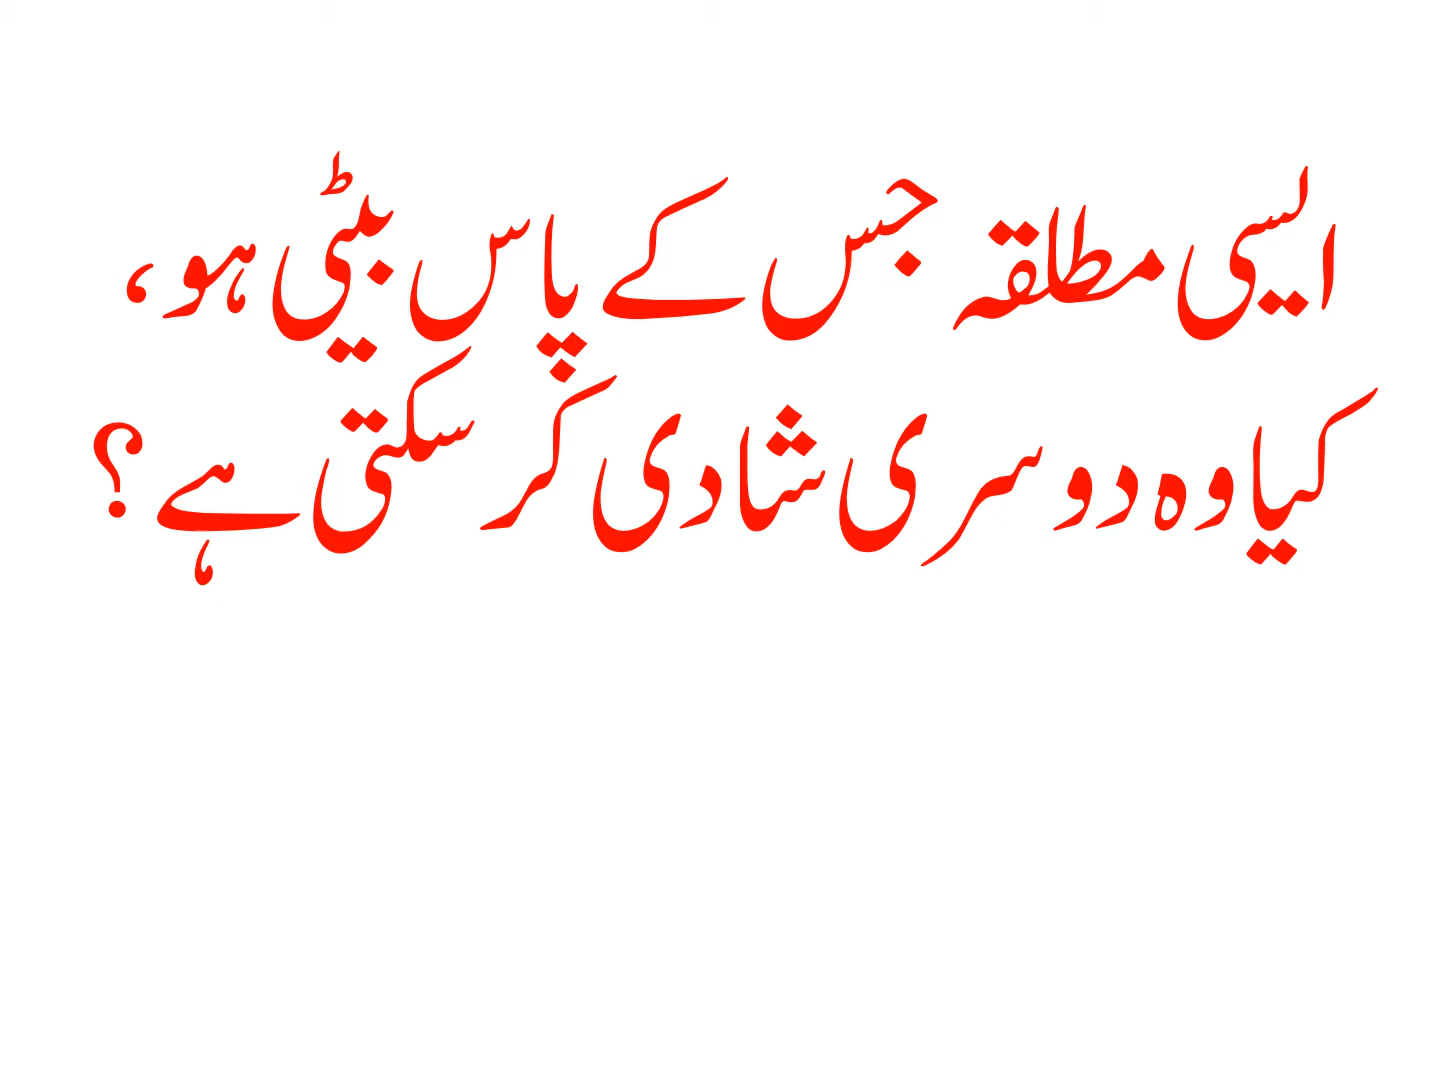 ایسی مطلقہ جس کے پاس بیٹی ہو،
کیا وہ دوسری شادی کر سکتی ہے؟